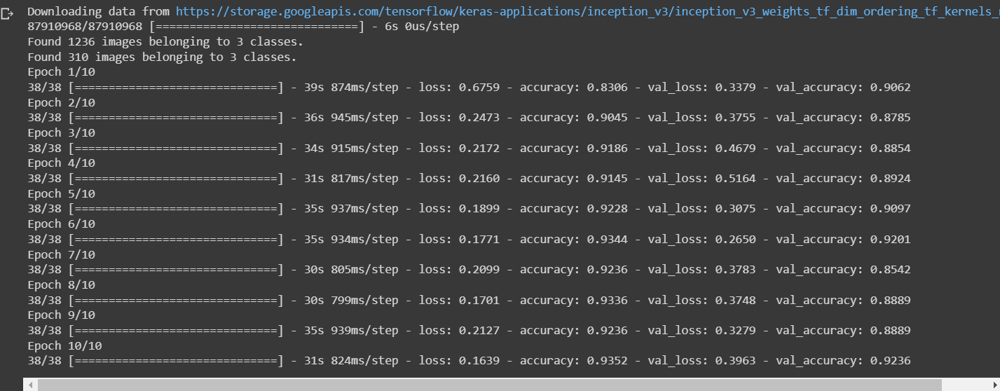 Downloading data from https://storage.googleapis.com/tensorflow/keras-applications/inception_v3/inception_v3_weights_tf_dim_ordering_tf_kernels_
87910968/87910968 [==============================] - 6s 0us/step
Found 1236 images belonging to 3 classes.
Found 310 images belonging to 3 classes.
Epoch 1/10
38/38 [==============================] - 39s 874ms/step - loss: 0.6759 - accuracy: 0.8306 - val_loss: 0.3379 - val_accuracy: 0.9062
Epoch 2/10
38/38 [==============================] - 36s 945ms/step - loss: 0.2473 - accuracy: 0.9045 - val_loss: 0.3755 - val_accuracy: 0.8785
Epoch 3/10
38/38 [==============================] - 34s 915ms/step - loss: 0.2172 - accuracy: 0.9186 - val_loss: 0.4679 - val_accuracy: 0.8854
Epoch 4/10
38/38 [==============================] - 31s 817ms/step - loss: 0.2160 - accuracy: 0.9145 - val_loss: 0.5164 - val_accuracy: 0.8924
Epoch 5/10
38/38 [==============================] - 35s 937ms/step - loss: 0.1899 - accuracy: 0.9228 - val_loss: 0.3075 - val_accuracy: 0.9097
Epoch 6/10
38/38 [==============================] - 35s 934ms/step - loss: 0.1771 - accuracy: 0.9344 - val_loss: 0.2650 - val_accuracy: 0.9201
Epoch 7/10
38/38 [==============================] - 30s 805ms/step - loss: 0.2099 - accuracy: 0.9236 - val_loss: 0.3783 - val_accuracy: 0.8542
Epoch 8/10
38/38 [==============================] - 30s 799ms/step - loss: 0.1701 - accuracy: 0.9336 - val_loss: 0.3748 - val_accuracy: 0.8889
Epoch 9/10
38/38 [==============================] - 35s 939ms/step - loss: 0.2127 - accuracy: 0.9236 - val_loss: 0.3279 - val_accuracy: 0.8889
Epoch 10/10
38/38 [==============================] - 31s 824ms/step - loss: 0.1639 - accuracy: 0.9352 - val_loss: 0.3963 - val_accuracy: 0.9236